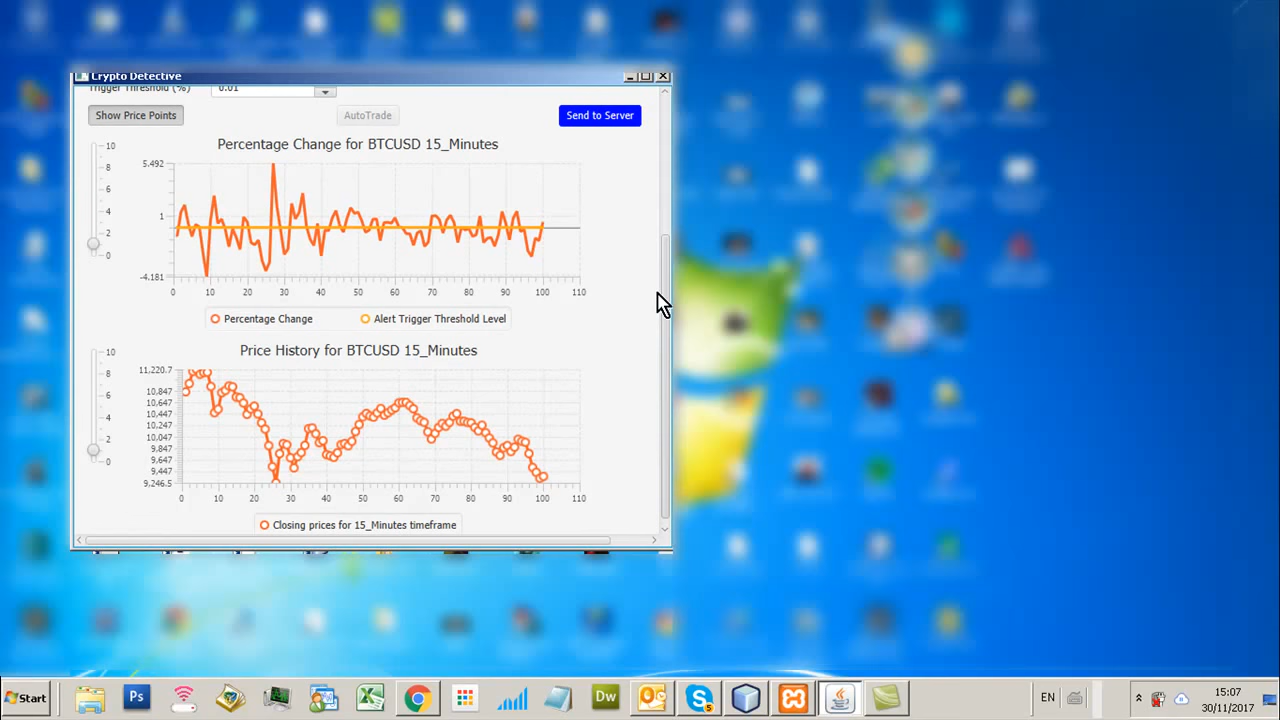 Crypto Detective
Trigger Threshold (%) 0.01
Show Price Points AutoTrade Send to Server
Percentage Change for BTCUSD 15_Minutes
10
8
6
4
2
0
5.492
1
-4.181
0 10 20 30 40 50 60 70 80 90 100 110
Percentage Change Alert Trigger Threshold Level
Price History for BTCUSD 15_Minutes
10
8
6
4
2
0
11,220.7
10,847
10,647
10,447
10,247
10,047
9,847
9,647
9,447
9,246.5
0 10 20 30 40 50 60 70 80 90 100 110
Closing prices for 15_Minutes timeframe
Start Ps Dw S 5 EN 15:07
30/11/2017